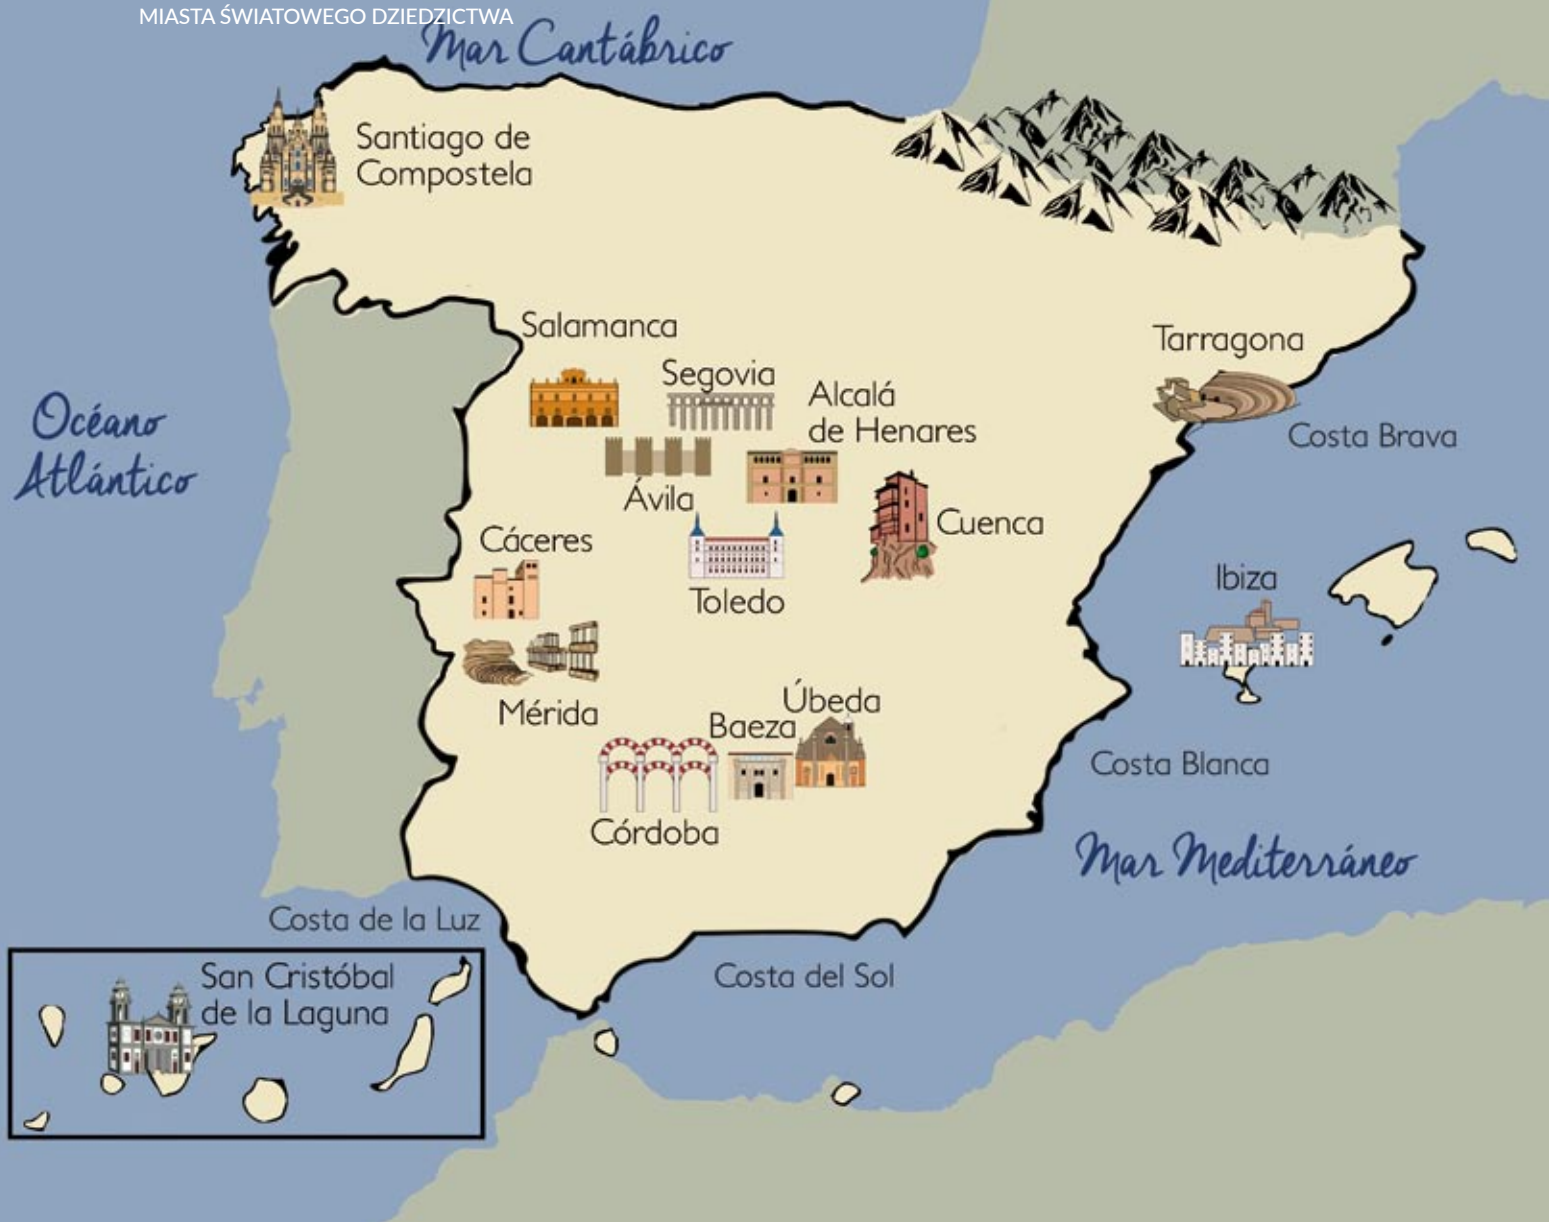 MIASTA ŚWIATOWEGO DZIEDZICTWA
Mar Cantábrico
Santiago de
Compostela
Salamanca
Segovia
Alcalá
de Henares
Tarragona
Océano
Atlántico
Costa Brava
Ávila
Cuenca
Cáceres
Ibiza
Toledo
Mérida
Úbeda
Baeza
Costa Blanca
Córdoba
Mar Mediterráneo
Costa de la Luz
San Cristóbal
de la Laguna
Costa del Sol